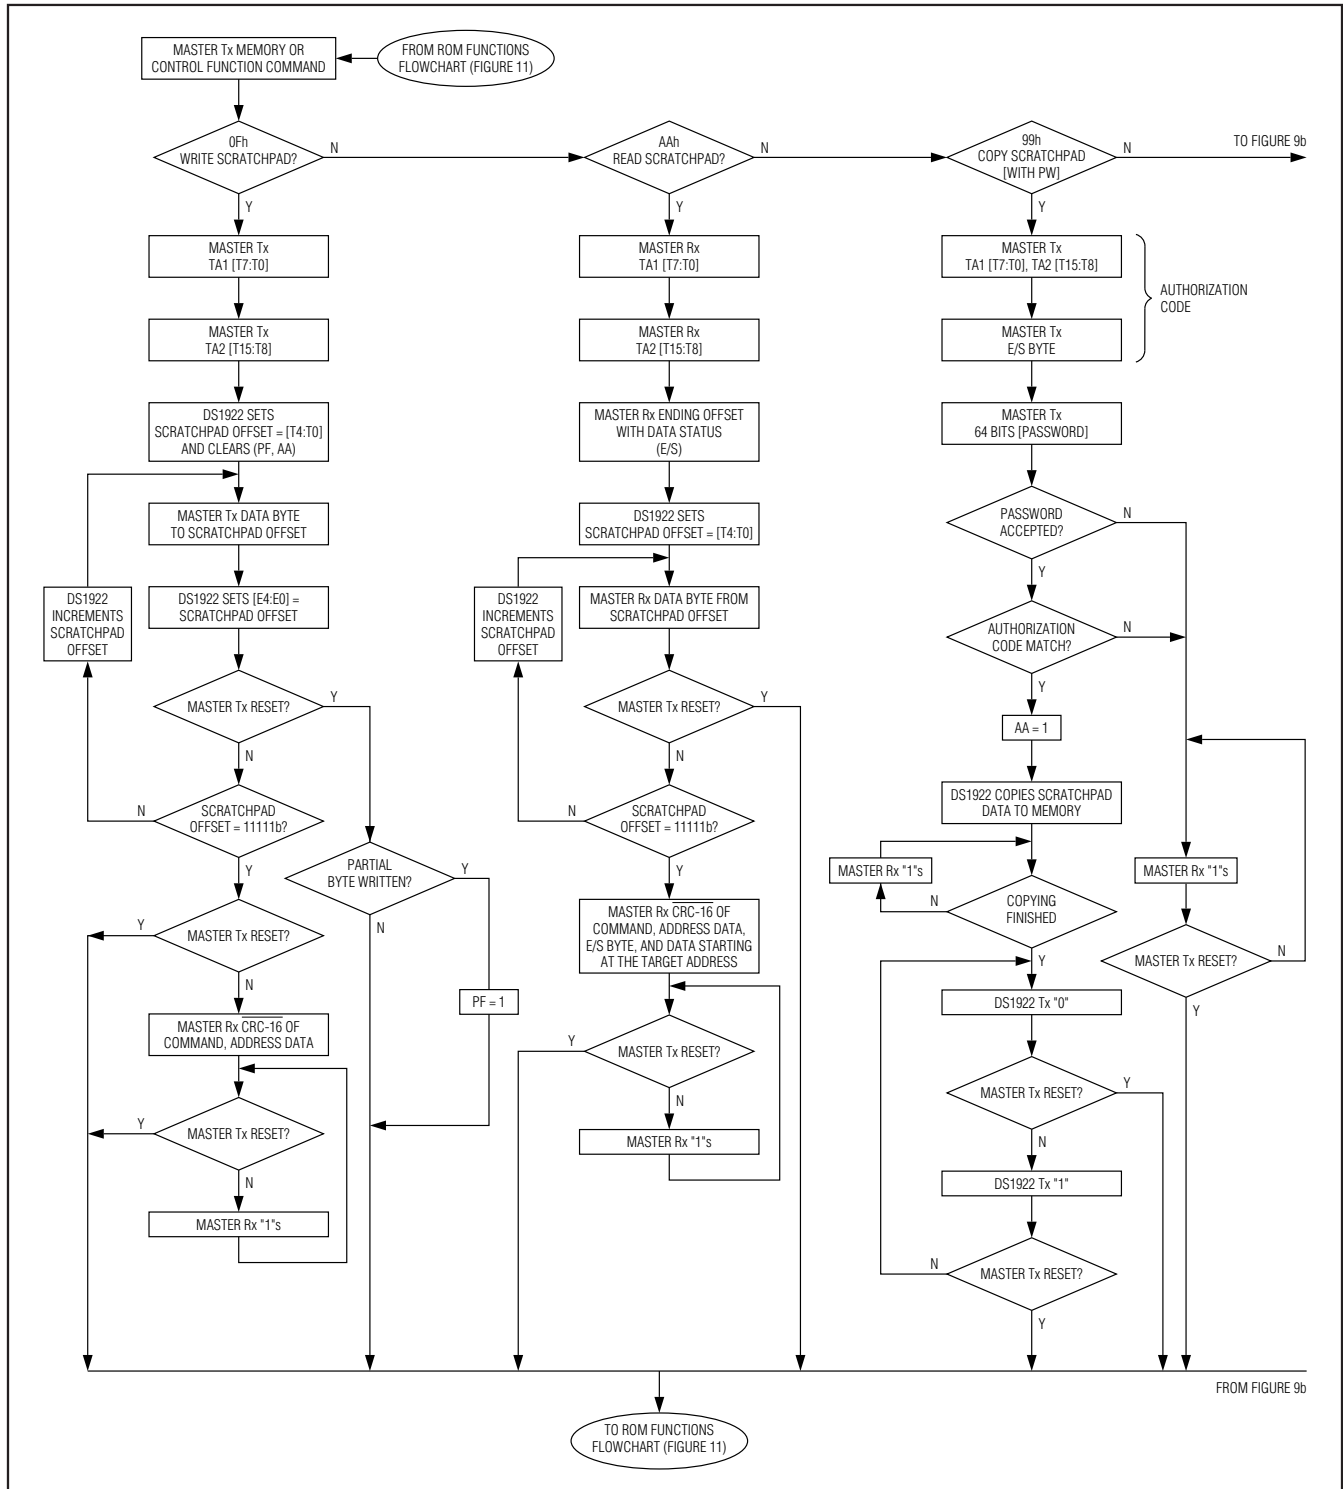 MASTER Tx MEMORY OR
CONTROL FUNCTION COMMAND
FROM ROM FUNCTIONS
FLOWCHART (FIGURE 11)
0Fh
WRITE SCRATCHPAD?
N
Y
AAh
READ SCRATCHPAD?
N
Y
99h
COPY SCRATCHPAD
[WITH PW]
N
Y
TO FIGURE 9b
MASTER Tx
TA1 [T7:T0]
MASTER Tx
TA2 [T15:T8]
DS1922 SETS
SCRATCHPAD OFFSET = [T4:T0]
AND CLEARS (PF, AA)
MASTER Tx DATA BYTE
TO SCRATCHPAD OFFSET
DS1922 SETS [E4:E0] =
SCRATCHPAD OFFSET
DS1922
INCREMENTS
SCRATCHPAD
OFFSET
MASTER Tx RESET?
Y
N
SCRATCHPAD
OFFSET = 11111b?
N
Y
PARTIAL
BYTE WRITTEN?
Y
N
PF = 1
MASTER Tx RESET?
Y
N
MASTER Rx CRC-16 OF
COMMAND, ADDRESS DATA
MASTER Tx RESET?
Y
N
MASTER Rx "1"s
MASTER Rx
TA1 [T7:T0]
MASTER Rx
TA2 [T15:T8]
MASTER Rx ENDING OFFSET
WITH DATA STATUS
(E/S)
DS1922 SETS
SCRATCHPAD OFFSET = [T4:T0]
MASTER Rx DATA BYTE FROM
SCRATCHPAD OFFSET
DS1922
INCREMENTS
SCRATCHPAD
OFFSET
MASTER Tx RESET?
Y
N
SCRATCHPAD
OFFSET = 11111b?
N
Y
MASTER Rx CRC-16 OF
COMMAND, ADDRESS DATA,
E/S BYTE, AND DATA STARTING
AT THE TARGET ADDRESS
MASTER Tx RESET?
Y
N
MASTER Rx "1"s
MASTER Tx
TA1 [T7:T0], TA2 [T15:T8]
MASTER Tx
E/S BYTE
AUTHORIZATION
CODE
MASTER Tx
64 BITS [PASSWORD]
PASSWORD
ACCEPTED?
N
Y
AUTHORIZATION
CODE MATCH?
N
Y
AA = 1
DS1922 COPIES SCRATCHPAD
DATA TO MEMORY
MASTER Rx "1"s
COPYING
FINISHED
N
Y
MASTER Rx "1"s
MASTER Tx RESET?
N
Y
DS1922 Tx "0"
MASTER Tx RESET?
Y
N
DS1922 Tx "1"
MASTER Tx RESET?
N
Y
FROM FIGURE 9b
TO ROM FUNCTIONS
FLOWCHART (FIGURE 11)